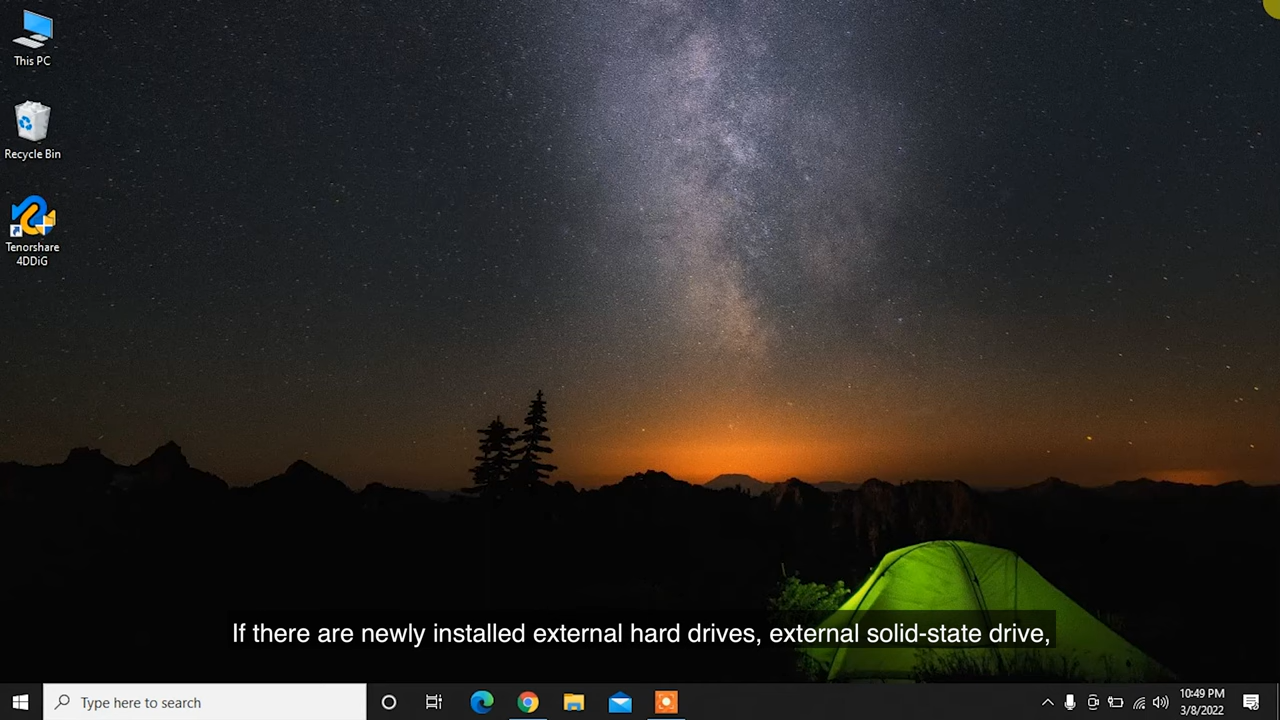 This PC
Recycle Bin
Tenorshare
4DDiG
If there are newly installed external hard drives, external solid-state drive,
Type here to search
10:49 PM
3/8/2022